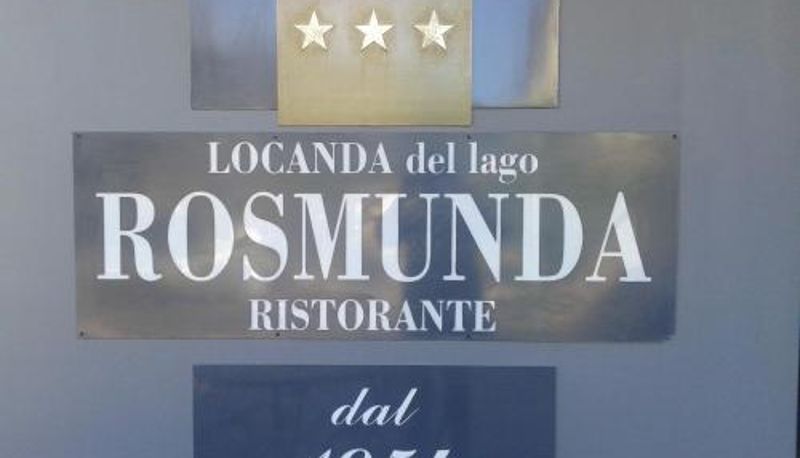 LOCANDA del lago
ROSMUNDA
RISTORANTE
dal